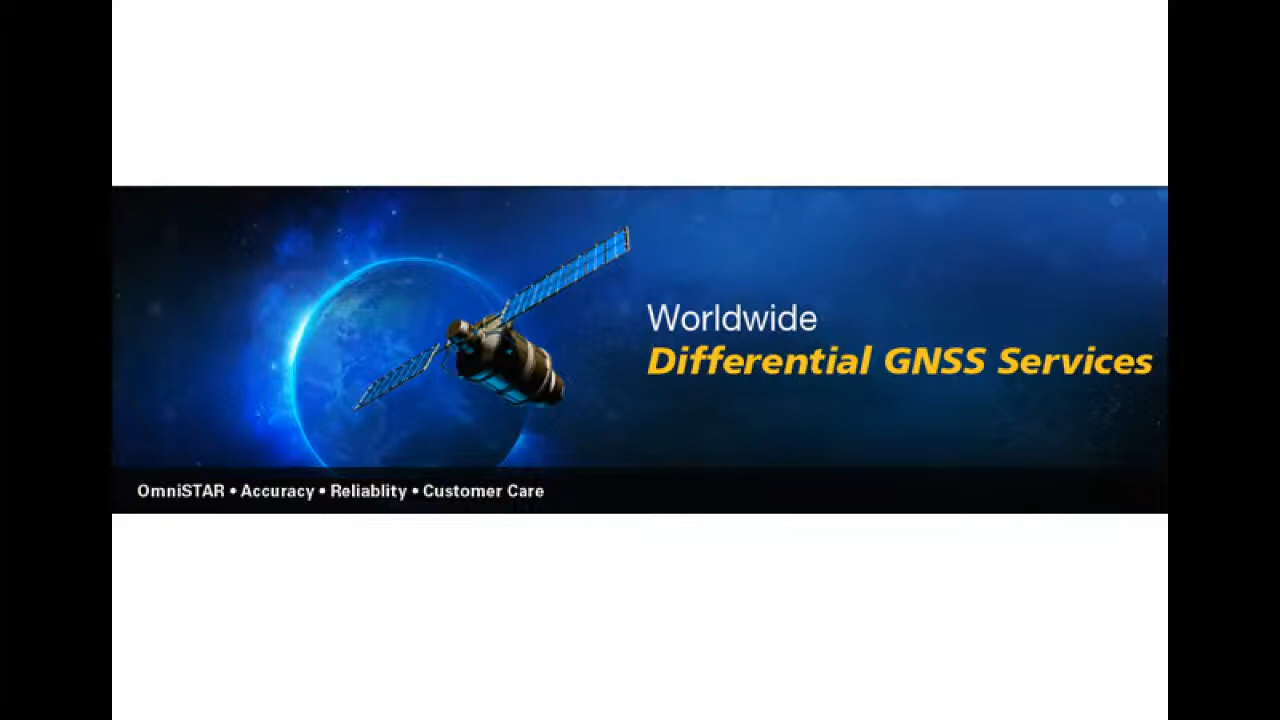 Worldwide
Differential GNSS Services
OmniSTAR • Accuracy • Reliablity • Customer Care